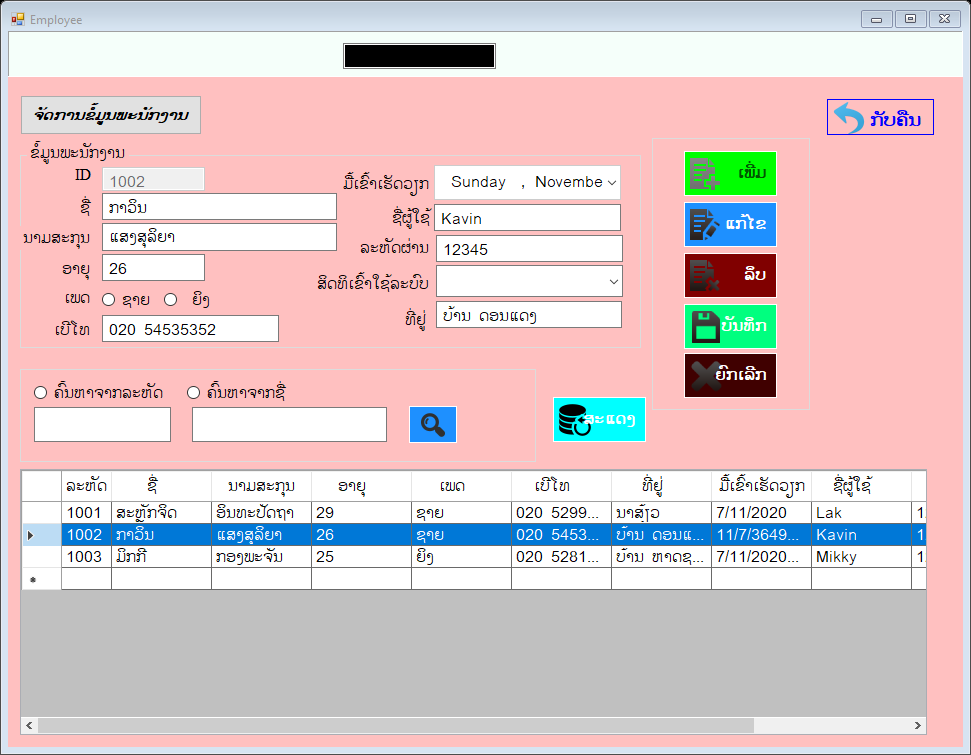 Employee
ຈັດການຂໍ້ມູນພະນັກງານ
ກັບຄືນ
ຂໍ້ມູນພະນັກງານ
ID 1002
ຊື່ ກາວິນ
ນາມສະກຸນ ແສງສຸລິຍາ
ອາຍຸ 26
ເພດ ຊາຍ ຍິງ
ເບີໂທ 020 54535352
ມື້ເຂົ້າເຮັດວຽກ Sunday , Novembe
ຊື່ຜູ້ໃຊ້ Kavin
ລະຫັດຜ່ານ 12345
ສິດທິເຂົ້າໃຊ້ລະບົບ
ທີ່ຢູ່ ບ້ານ ດອນແດງ
ເພີ່ມ
ແກ້ໄຂ
ລຶບ
ບັນທຶກ
ຍົກເລີກ
ຄົ້ນຫາຈາກລະຫັດ ຄົ້ນຫາຈາກຊື່
ສະແດງ
ລະຫັດ ຊື່ ນາມສະກຸນ ອາຍຸ ເພດ ເບີໂທ ທີ່ຢູ່ ມື້ເຂົ້າເຮັດວຽກ ຊື່ຜູ້ໃຊ້
1001 ສະຫຼັກຈິດ ອິນທະປັດຖາ 29 ຊາຍ 020 5299... ນາສ້ຽວ 7/11/2020 Lak 1
1002 ກາວິນ ແສງສຸລິຍາ 26 ຊາຍ 020 5453... ບ້ານ ດອນແ... 11/7/3649... Kavin 1
1003 ມິກກີ ກອງພະຈັນ 25 ຍິງ 020 5281... ບ້ານ ຫາດຊ... 7/11/2020... Mikky 1